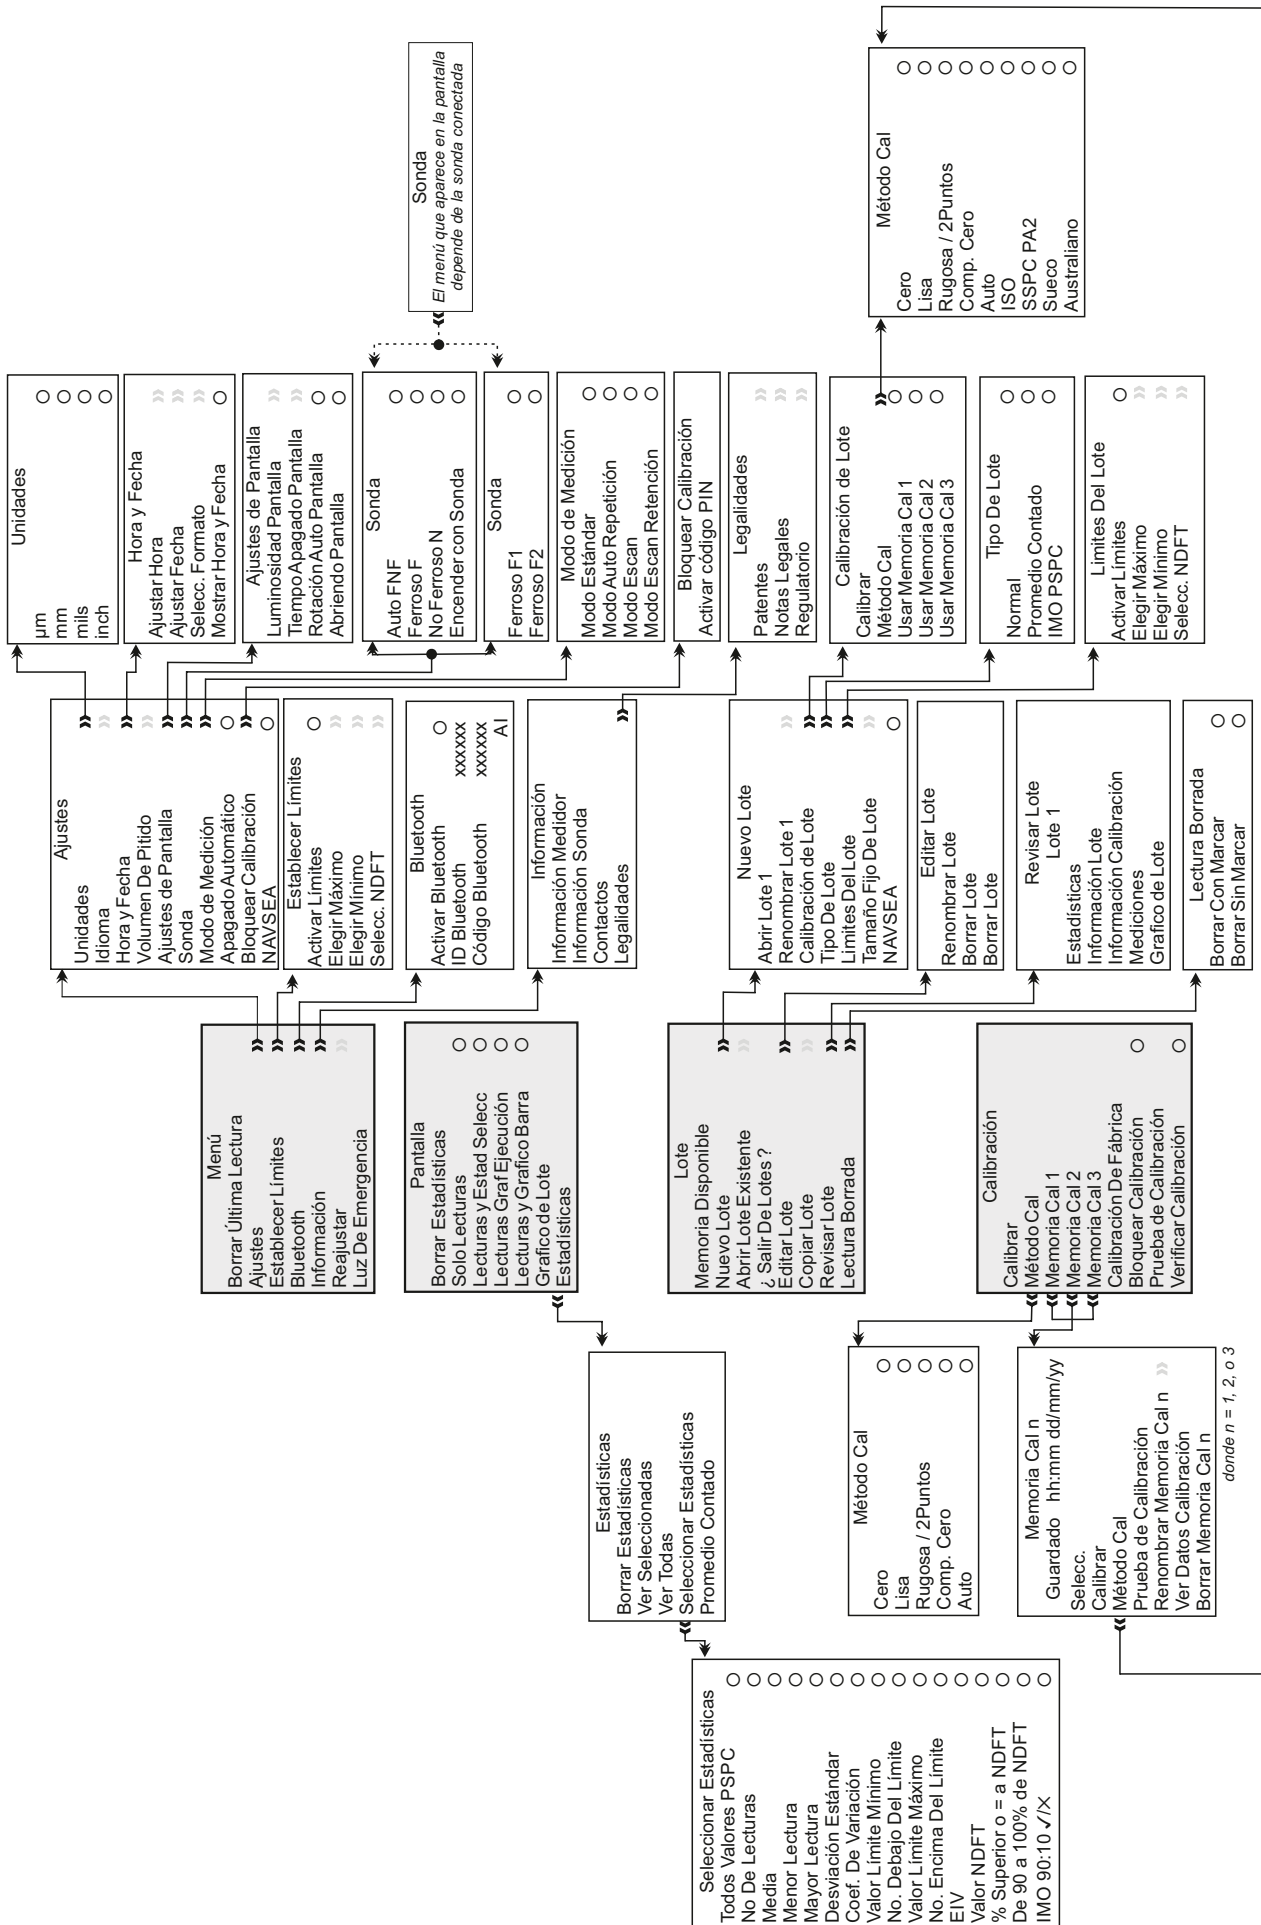 Menú
Borrar Última Lectura
Ajustes
Establecer Límites
Bluetooth
Información
Reajustar
Luz De Emergencia
Ajustes
Unidades
Idioma
Hora y Fecha
Volumen De Pitido
Ajustes de Pantalla
Sonda
Modo de Medición
Apagado Automático
Bloquear Calibración
NAVSEA
Unidades
µm
mm
mils
inch
Hora y Fecha
Ajustar Hora
Ajustar Fecha
Selecc. Formato
Mostrar Hora y Fecha
Ajustes de Pantalla
Luminosidad Pantalla
Tiempo Apagado Pantalla
Rotación Auto Pantalla
Abriendo Pantalla
Sonda
Auto FNF
Ferroso F
No Ferroso N
Encender con Sonda
Sonda
Ferroso F1
Ferroso F2
Sonda
El menú que aparece en la pantalla
depende de la sonda conectada
Modo de Medición
Modo Estándar
Modo Auto Repetición
Modo Escan
Modo Escan Retención
Bloquear Calibración
Activar código PIN
Establecer Límites
Activar Límites
Elegir Máximo
Elegir Mínimo
Selecc. NDFT
Bluetooth
Activar Bluetooth
ID Bluetooth xxxxxx
Código Bluetooth xxxxxx
AI
Información
Información Medidor
Información Sonda
Contactos
Legalidades
Legalidades
Patentes
Notas Legales
Regulatorio
Pantalla
Borrar Estadísticas
Solo Lecturas
Lecturas y Estad Selecc
Lecturas Graf Ejecución
Lecturas y Grafico Barra
Grafico de Lote
Estadísticas
Estadísticas
Borrar Estadísticas
Ver Seleccionadas
Ver Todas
Seleccionar Estadísticas
Promedio Contado
Seleccionar Estadísticas
Todos Valores PSPC
No De Lecturas
Media
Menor Lectura
Mayor Lectura
Desviación Estándar
Coef. De Variación
Valor Límite Mínimo
No. Debajo Del Límite
Valor Límite Máximo
No. Encima Del Límite
EIV
Valor NDFT
% Superior o = a NDFT
De 90 a 100% de NDFT
IMO 90:10 ✓/✕
Lote
Memoria Disponible
Nuevo Lote
Abrir Lote Existente
¿ Salir De Lotes ?
Editar Lote
Copiar Lote
Revisar Lote
Lectura Borrada
Nuevo Lote
Abrir Lote1
Renombrar Lote 1
Calibración de Lote
Tipo De Lote
Limites Del Lote
Tamaño Fijo De Lote
NAVSEA
Calibración de Lote
Calibrar
Método Cal
Usar Memoria Cal 1
Usar Memoria Cal 2
Usar Memoria Cal 3
Método Cal
Cero
Lisa
Rugosa / 2Puntos
Comp. Cero
Auto
ISO
SSPC PA2
Sueco
Australiano
Tipo De Lote
Normal
Promedio Contado
IMO PSPC
Limites Del Lote
Activar Límites
Elegir Máximo
Elegir Mínimo
Selecc. NDFT
Editar Lote
Renombrar Lote
Borrar Lote
Borrar Lote
Revisar Lote
Lote 1
Estadísticas
Información Lote
Información Calibración
Mediciones
Grafico de Lote
Lectura Borrada
Borrar Con Marcar
Borrar Sin Marcar
Calibración
Calibrar
Método Cal
Memoria Cal 1
Memoria Cal 2
Memoria Cal 3
Calibración De Fábrica
Bloquear Calibración
Prueba de Calibración
Verificar Calibración
Método Cal
Cero
Lisa
Rugosa / 2Puntos
Comp. Cero
Auto
Memoria Cal n
Guardado hh:mm dd/mm/yy
Selecc.
Calibrar
Método Cal
Prueba de Calibración
Renombrar Memoria Cal n
Ver Datos Calibración
Borrar Memoria Cal n
donde n = 1, 2, o 3